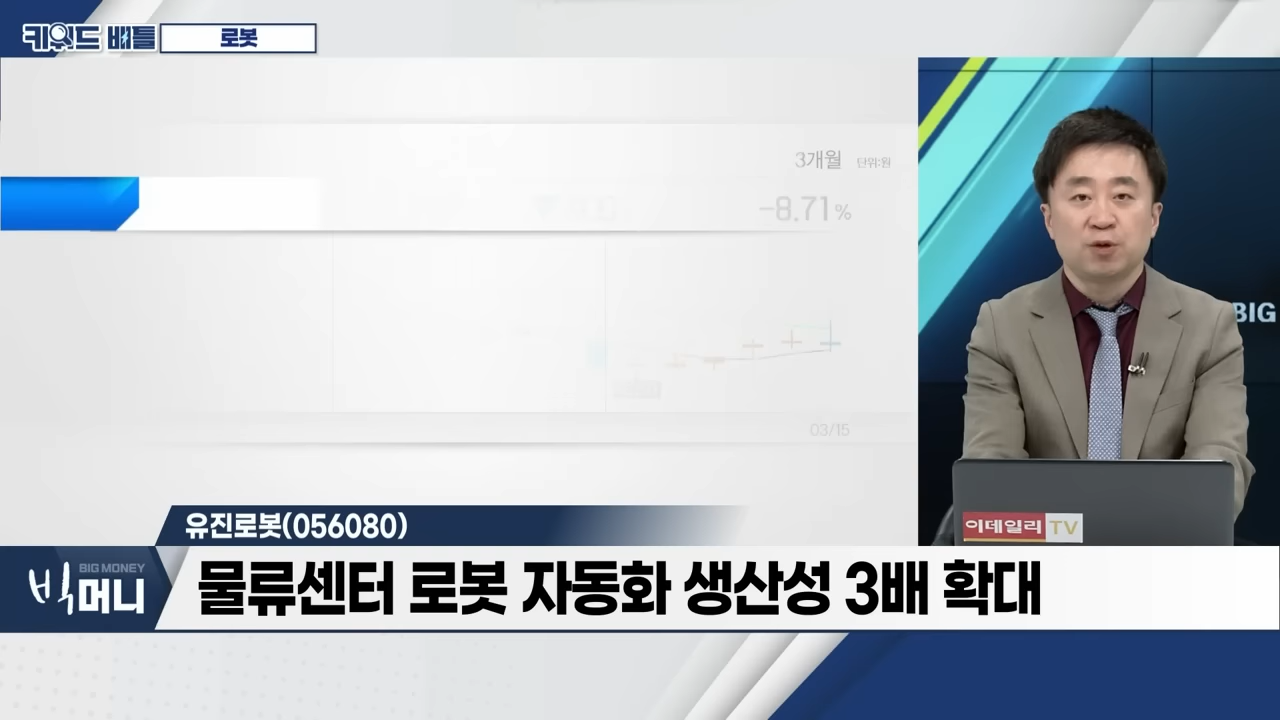 키워드 배틀
로봇
3개월 단위:원
-8.71%
03/15
BIG
이데일리 TV
유진로봇(056080)
BIG MONEY
빅머니
물류센터 로봇 자동화 생산성 3배 확대